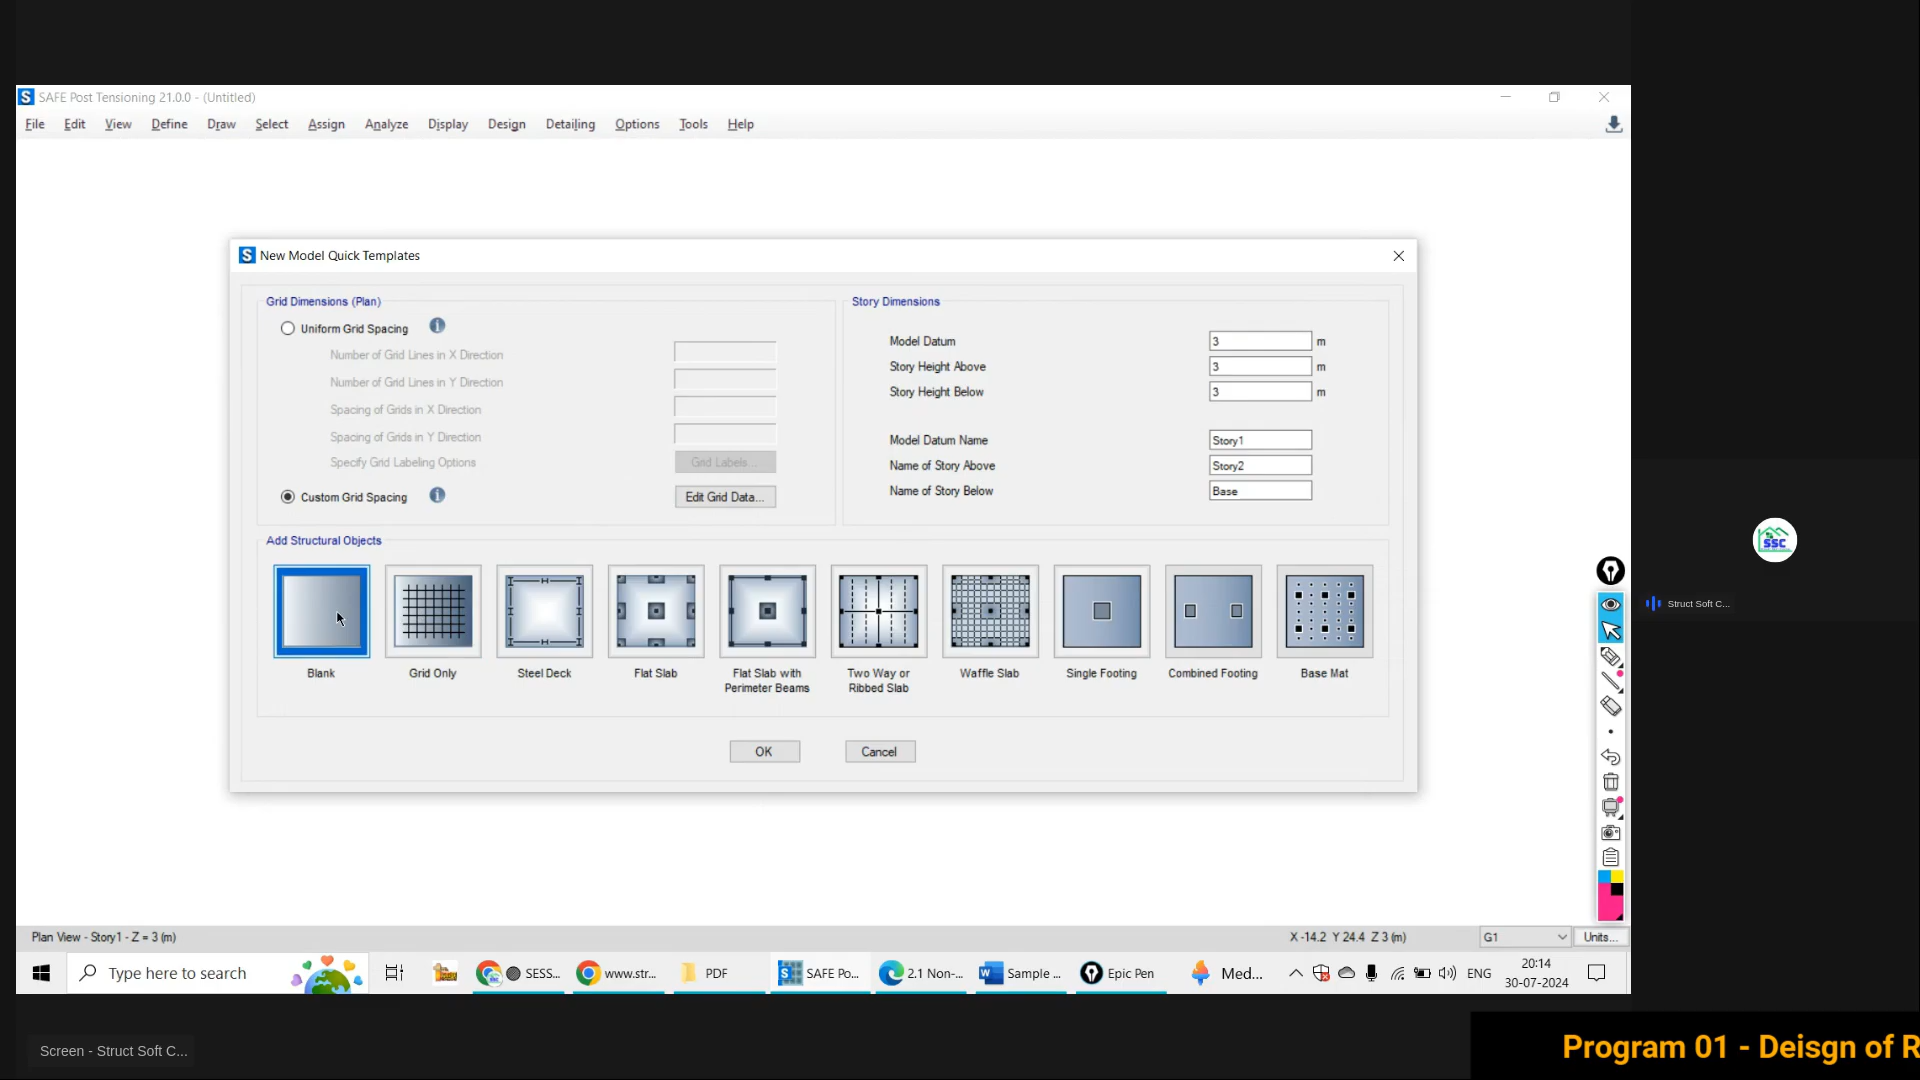 SAFE Post Tensioning 21.0.0 - (Untitled)
File Edit View Define Draw Select Assign Analyze Display Design Detailing Options Tools Help
New Model Quick Templates
Grid Dimensions (Plan)
Uniform Grid Spacing
Number of Grid Lines in X Direction
Number of Grid Lines in Y Direction
Spacing of Grids in X Direction
Spacing of Grids in Y Direction
Specify Grid Labeling Options Grid Labels...
Custom Grid Spacing Edit Grid Data...
Story Dimensions
Model Datum 3 m
Story Height Above 3 m
Story Height Below 3 m
Model Datum Name Story1
Name of Story Above Story2
Name of Story Below Base
Add Structural Objects
Blank
Grid Only
Steel Deck
Flat Slab
Flat Slab with
Perimeter Beams
Two Way or
Ribbed Slab
Waffle Slab
Single Footing
Combined Footing
Base Mat
OK Cancel
SSC
Struct Soft C...
Plan View - Story1 - Z = 3 (m) X -14.2 Y 24.4 Z 3 (m) G1 Units...
Type here to search SESS... www.str... PDF SAFE Po... 2.1 Non-... Sample ... Epic Pen Med... ENG
20:14
30-07-2024
Screen - Struct Soft C...
Program 01 - Deisgn of R